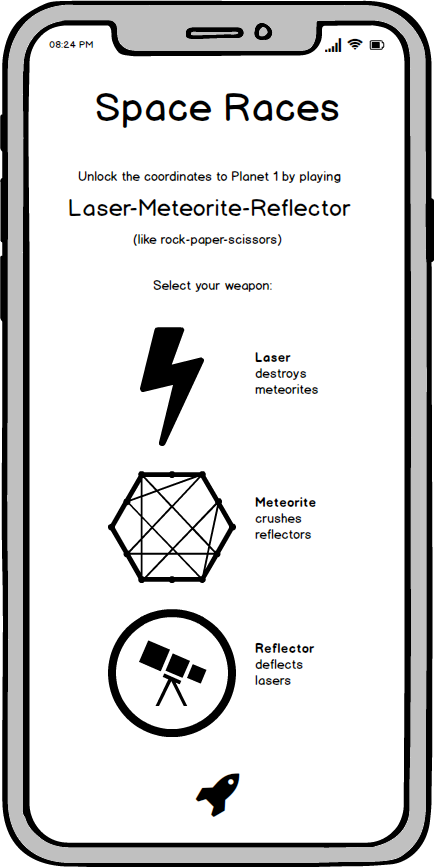 08:24 PM
Space Races
Unlock the coordinates to Planet 1 by playing
Laser-Meteorite-Reflector
(like rock-paper-scissors)
Select your weapon:
Laser
destroys
meteorites
Meteorite
crushes
reflectors
Reflector
deflects
lasers